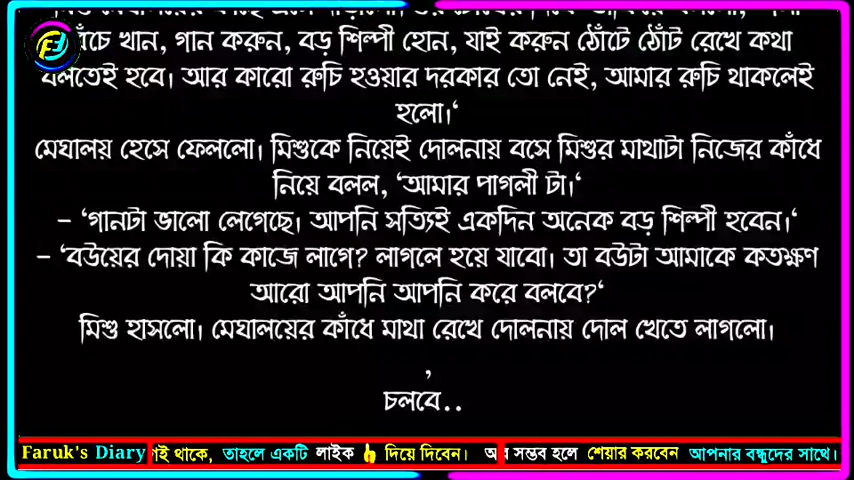 খান, গান করুন, বড় শিল্পী হোন, যাই করুন ঠোঁটে ঠোঁট রেখে কথা
বলতেই হবে। আর কারো রুচি হওয়ার দরকার তো নেই, আমার রুচি থাকলেই
হলো।‘
মেঘালয় হেসে ফেললো। মিশুকে নিয়েই দোলনায় বসে মিশুর মাথাটা নিজের কাঁধে
নিয়ে বলল, ‘আমার পাগলী টা।‘
– ‘গানটা ভালো লেগেছে। আপনি সত্যিই একদিন অনেক বড় শিল্পী হবেন।‘
– ‘বউয়ের দোয়া কি কাজে লাগে? লাগলে হয়ে যাবো। তা বউটা আমাকে কতক্ষণ
আরো আপনি আপনি করে বলবে?‘
মিশু হাসলো। মেঘালয়ের কাঁধে মাথা রেখে দোলনায় দোল খেতে লাগলো।
,
চলবে..
Faruk's Diary থাকে, তাহলে একটি লাইক 👍 দিয়ে দিবেন। সম্ভব হলে শেয়ার করবেন আপনার বন্ধুদের সাথে।